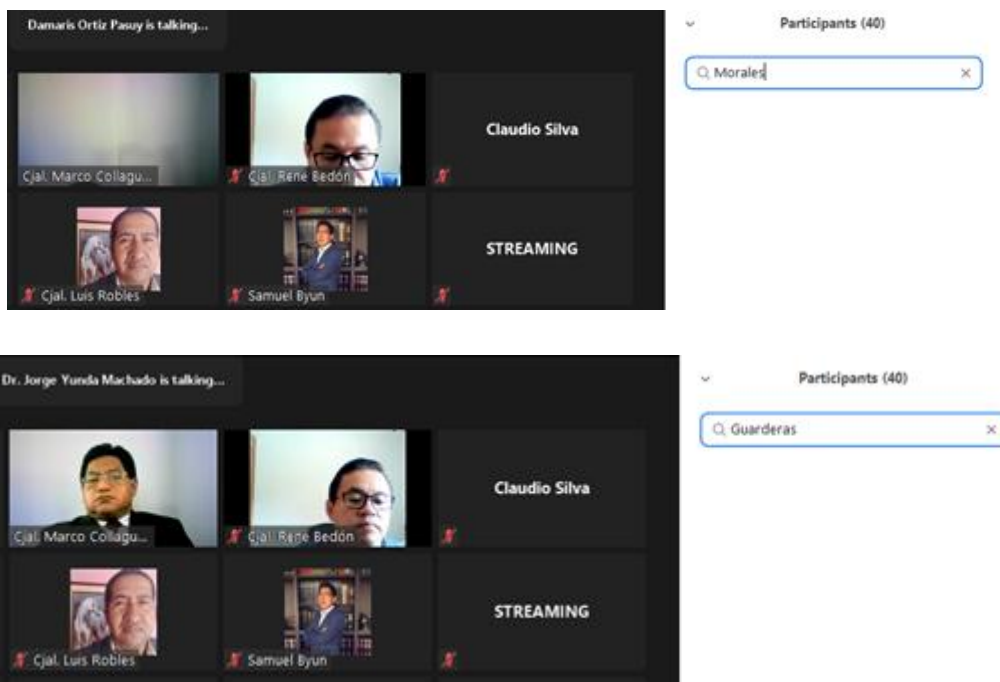 Damaris Ortiz Pasuy is talking...
Participants (40)
Morales
Claudio Silva
Cjal. Marco Collagu...
Cjal. Rene Bedón
STREAMING
Cjal. Luis Robles
Samuel Byun
Dr. Jorge Yunda Machado is talking...
Participants (40)
Guarderas
Claudio Silva
Cjal. Marco Collagu...
Cjal. Rene Bedón
STREAMING
Cjal. Luis Robles
Samuel Byun